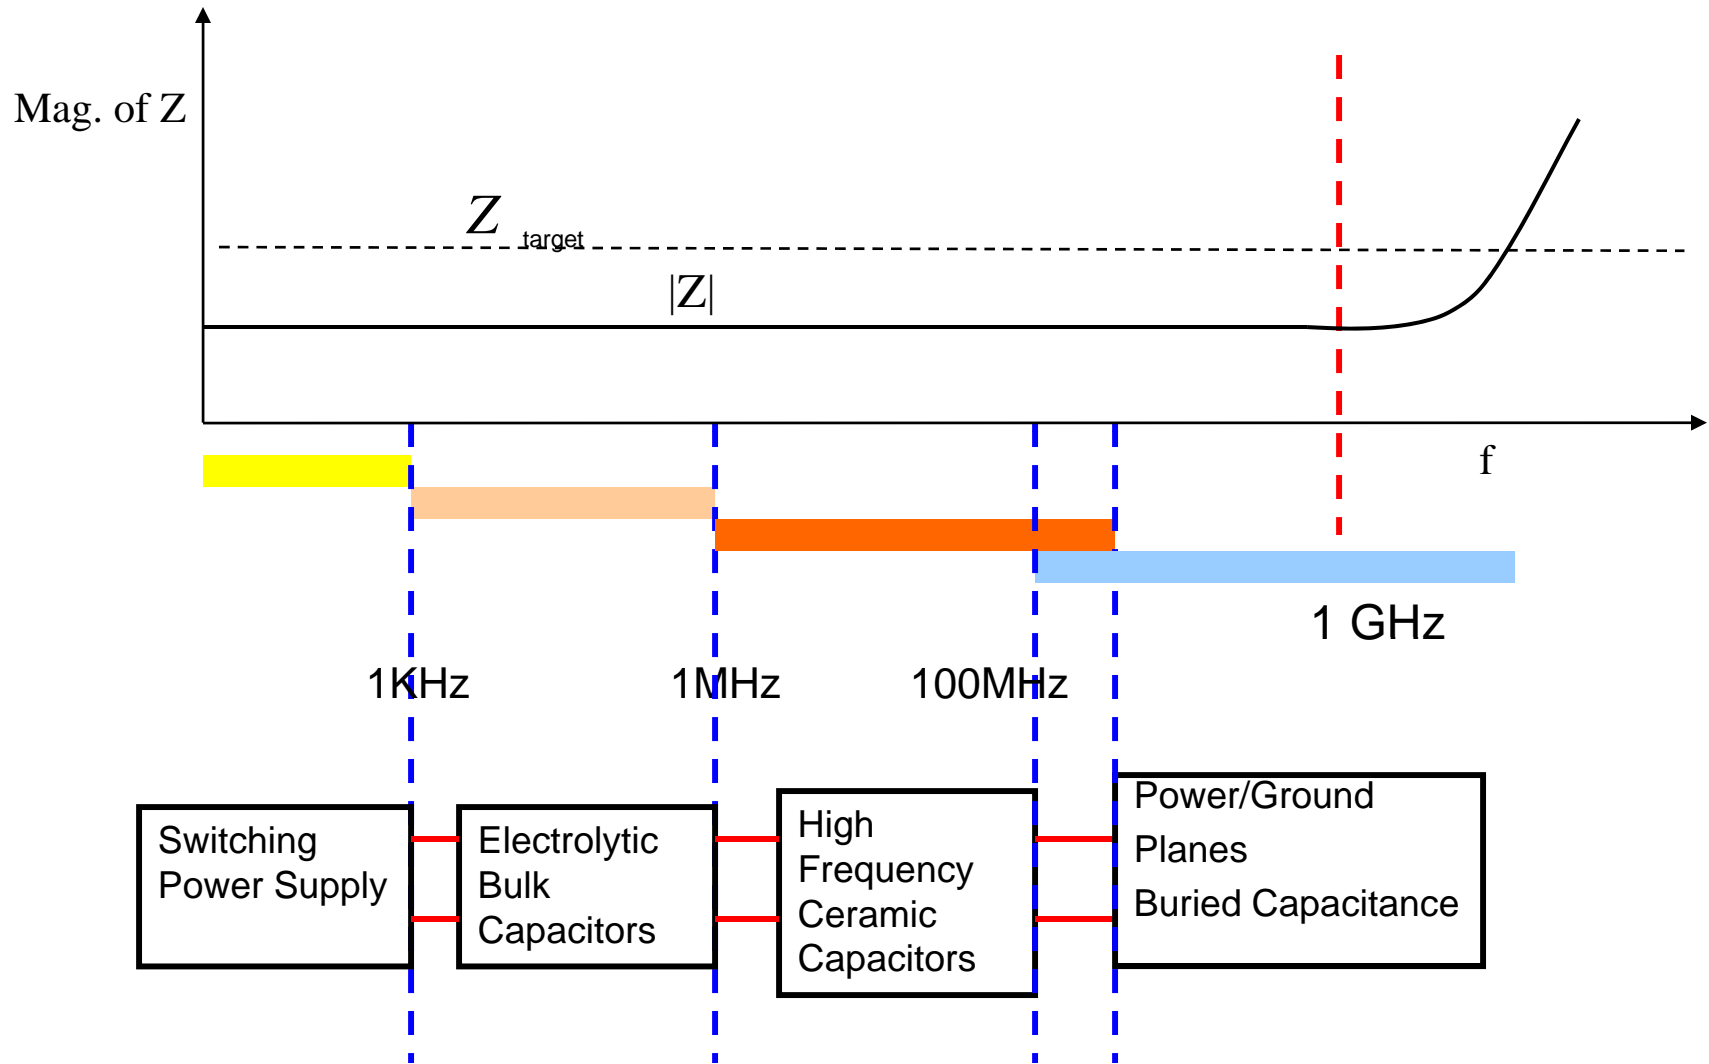 Mag. of Z
Z target
|Z|
f
1 GHz
1KHz
1MHz
100MHz
Switching
Power Supply
Electrolytic
Bulk
Capacitors
High
Frequency
Ceramic
Capacitors
Power/Ground
Planes
Buried Capacitance